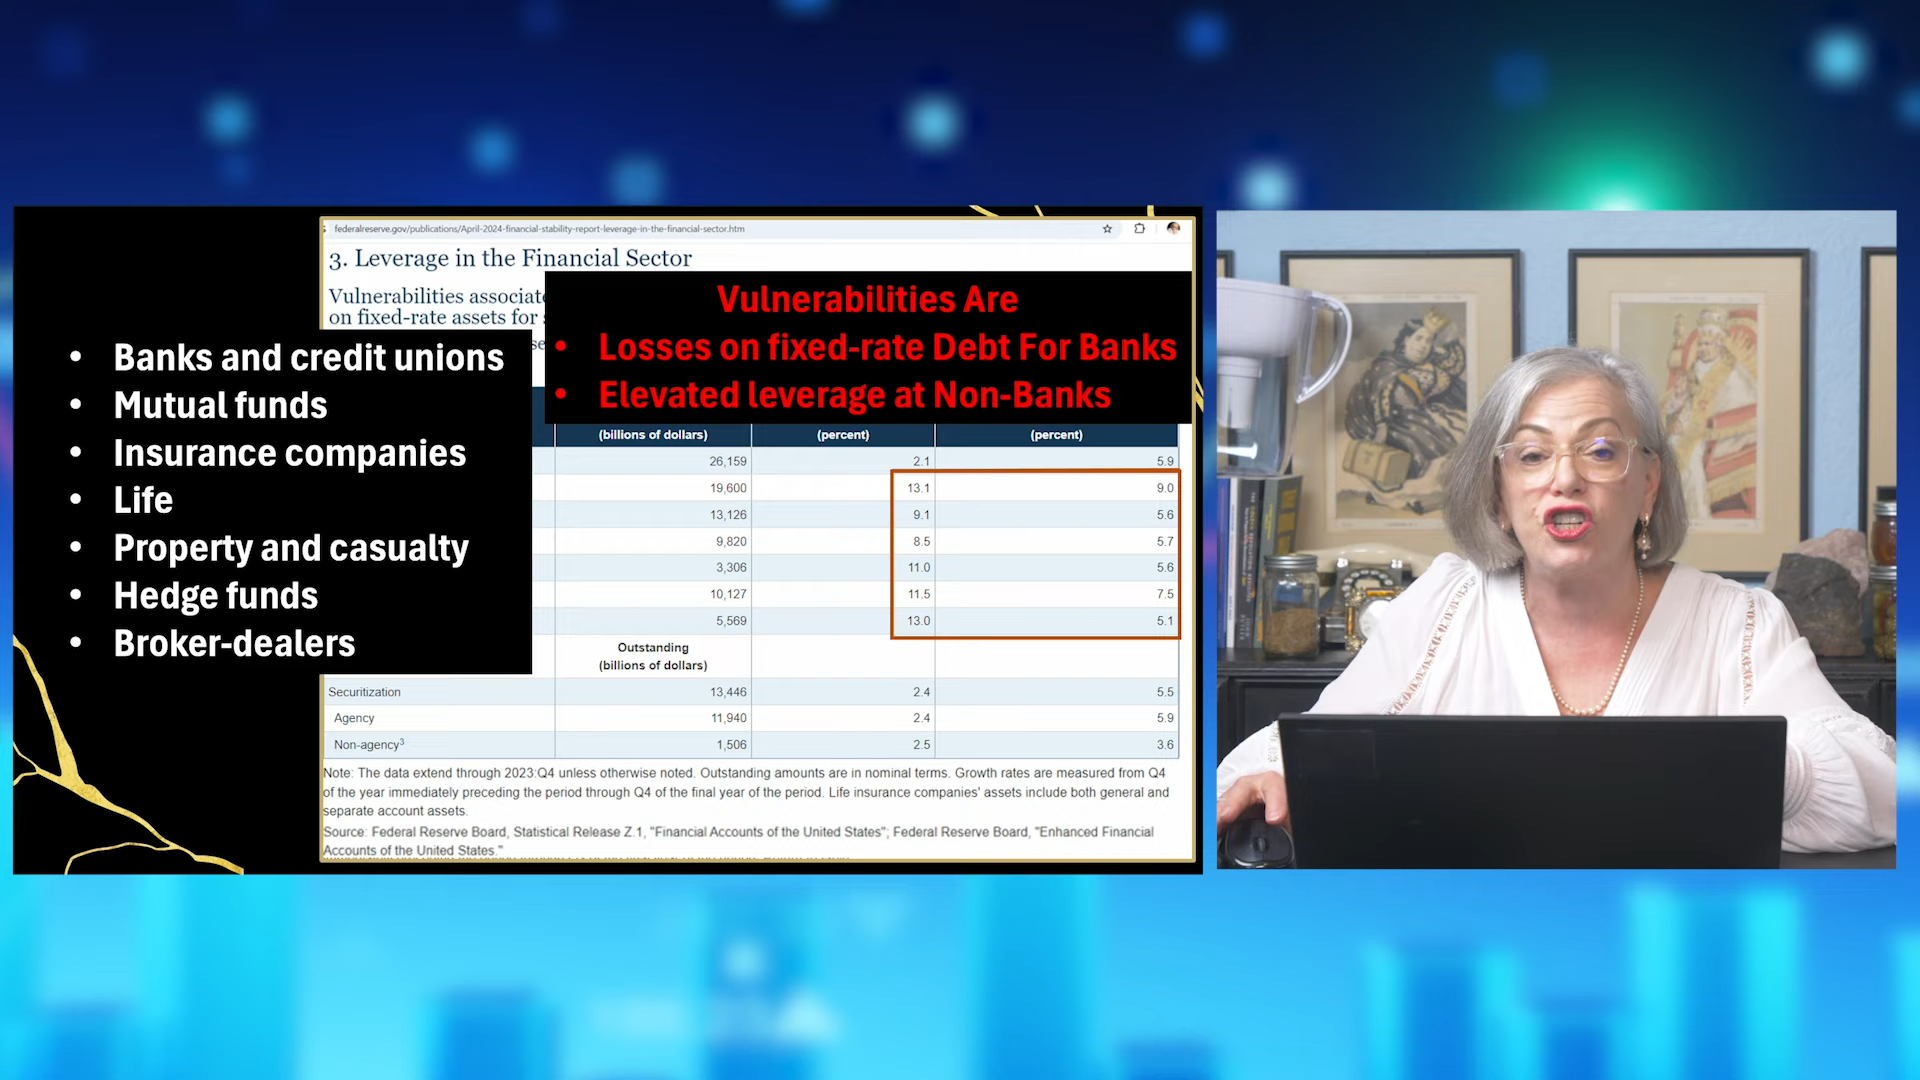 federalreserve.gov/publications/April-2024-financial-stability-report-leverage-in-the-financial-sector.htm
3. Leverage in the Financial Sector
Vulnerabilities
on fixed-rate assets for
Vulnerabilities Are
• Losses on fixed-rate Debt For Banks
• Elevated leverage at Non-Banks
• Banks and credit unions
• Mutual funds
• Insurance companies
• Life
• Property and casualty
• Hedge funds
• Broker-dealers
(billions of dollars) (percent) (percent)
26,159 2.1 5.9
19,600 13.1 9.0
13,126 9.1 5.6
9,820 8.5 5.7
3,306 11.0 5.6
10,127 11.5 7.5
5,569 13.0 5.1
Outstanding
(billions of dollars)
Securitization 13,446 2.4 5.5
Agency 11,940 2.4 5.9
Non-agency3 1,506 2.5 3.6
Note: The data extend through 2023:Q4 unless otherwise noted. Outstanding amounts are in nominal terms. Growth rates are measured from Q4
of the year immediately preceding the period through Q4 of the final year of the period. Life insurance companies' assets include both general and
separate account assets.
Source: Federal Reserve Board, Statistical Release Z.1, "Financial Accounts of the United States"; Federal Reserve Board, "Enhanced Financial
Accounts of the United States."